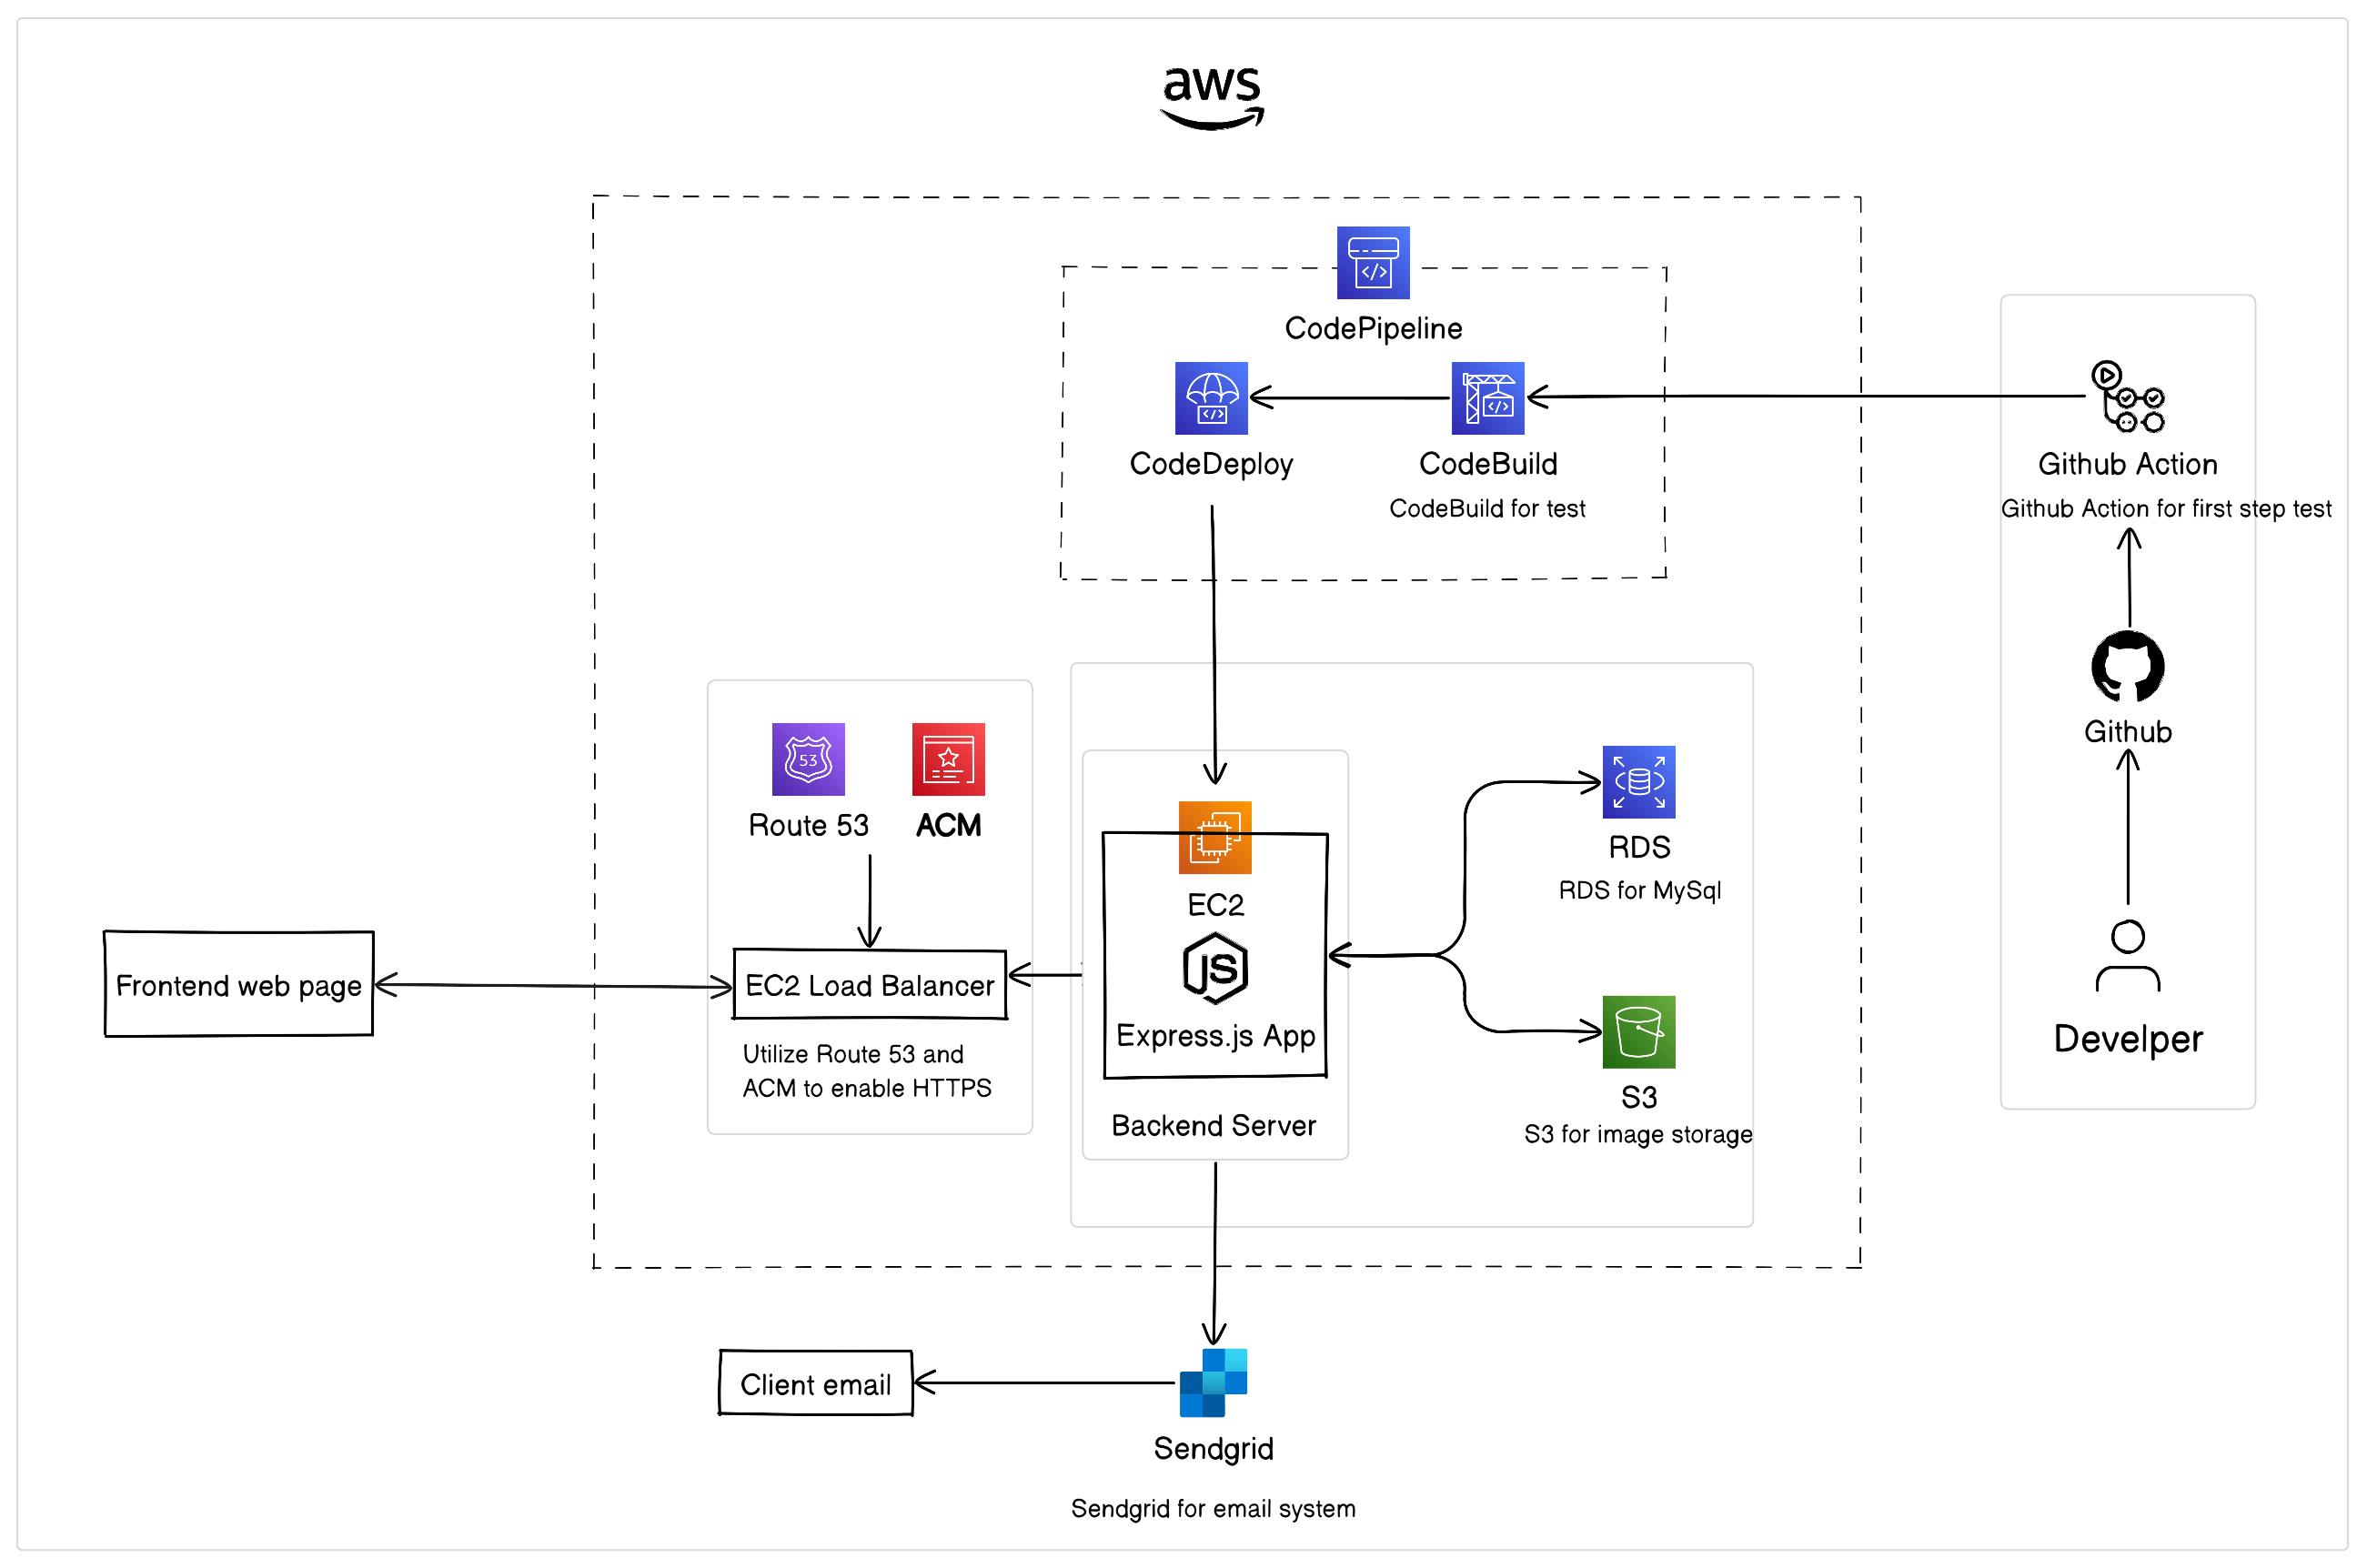 aws
CodePipeline
CodeDeploy
CodeBuild
CodeBuild for test
Github Action
Github Action for first step test
Github
Develper
53
Route 53
ACM
EC2 Load Balancer
Utilize Route 53 and
ACM to enable HTTPS
Frontend web page
EC2
JS
Express.js App
Backend Server
RDS
RDS for MySql
S3
S3 for image storage
Client email
Sendgrid
Sendgrid for email system